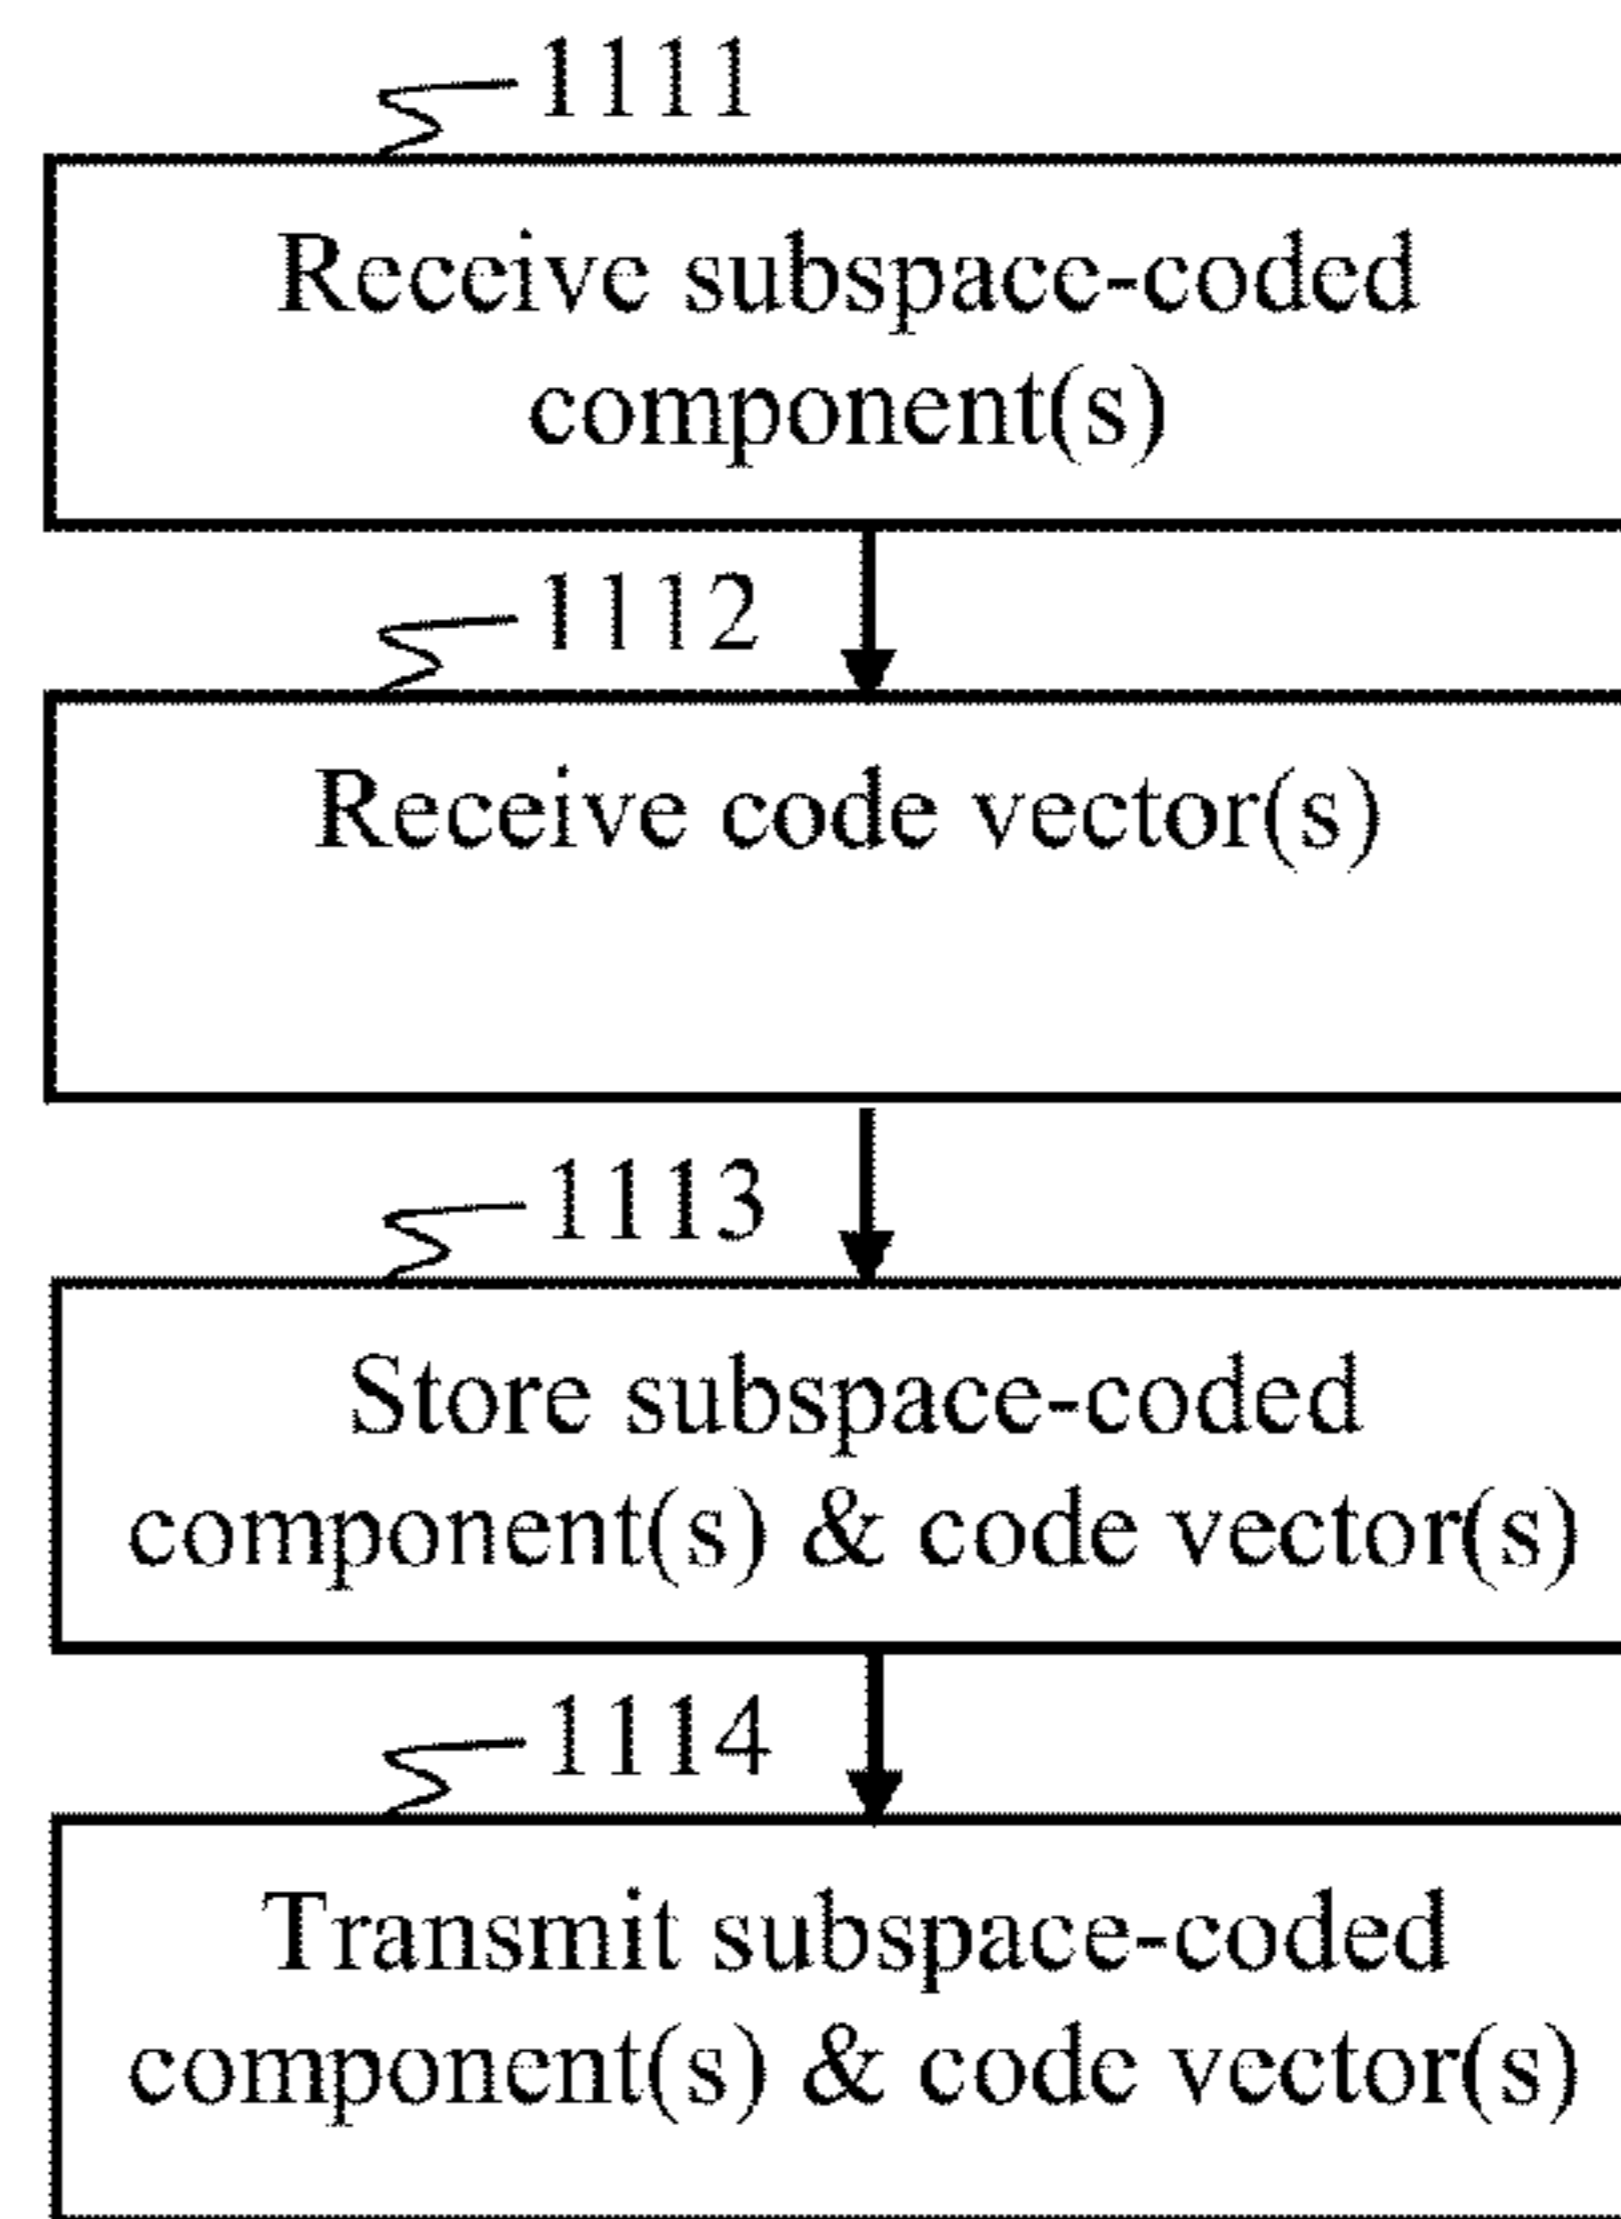 1111
Receive subspace-coded
component(s)
1112
Receive code vector(s)
1113
Store subspace-coded
component(s) & code vector(s)
1114
Transmit subspace-coded
component(s) & code vector(s)